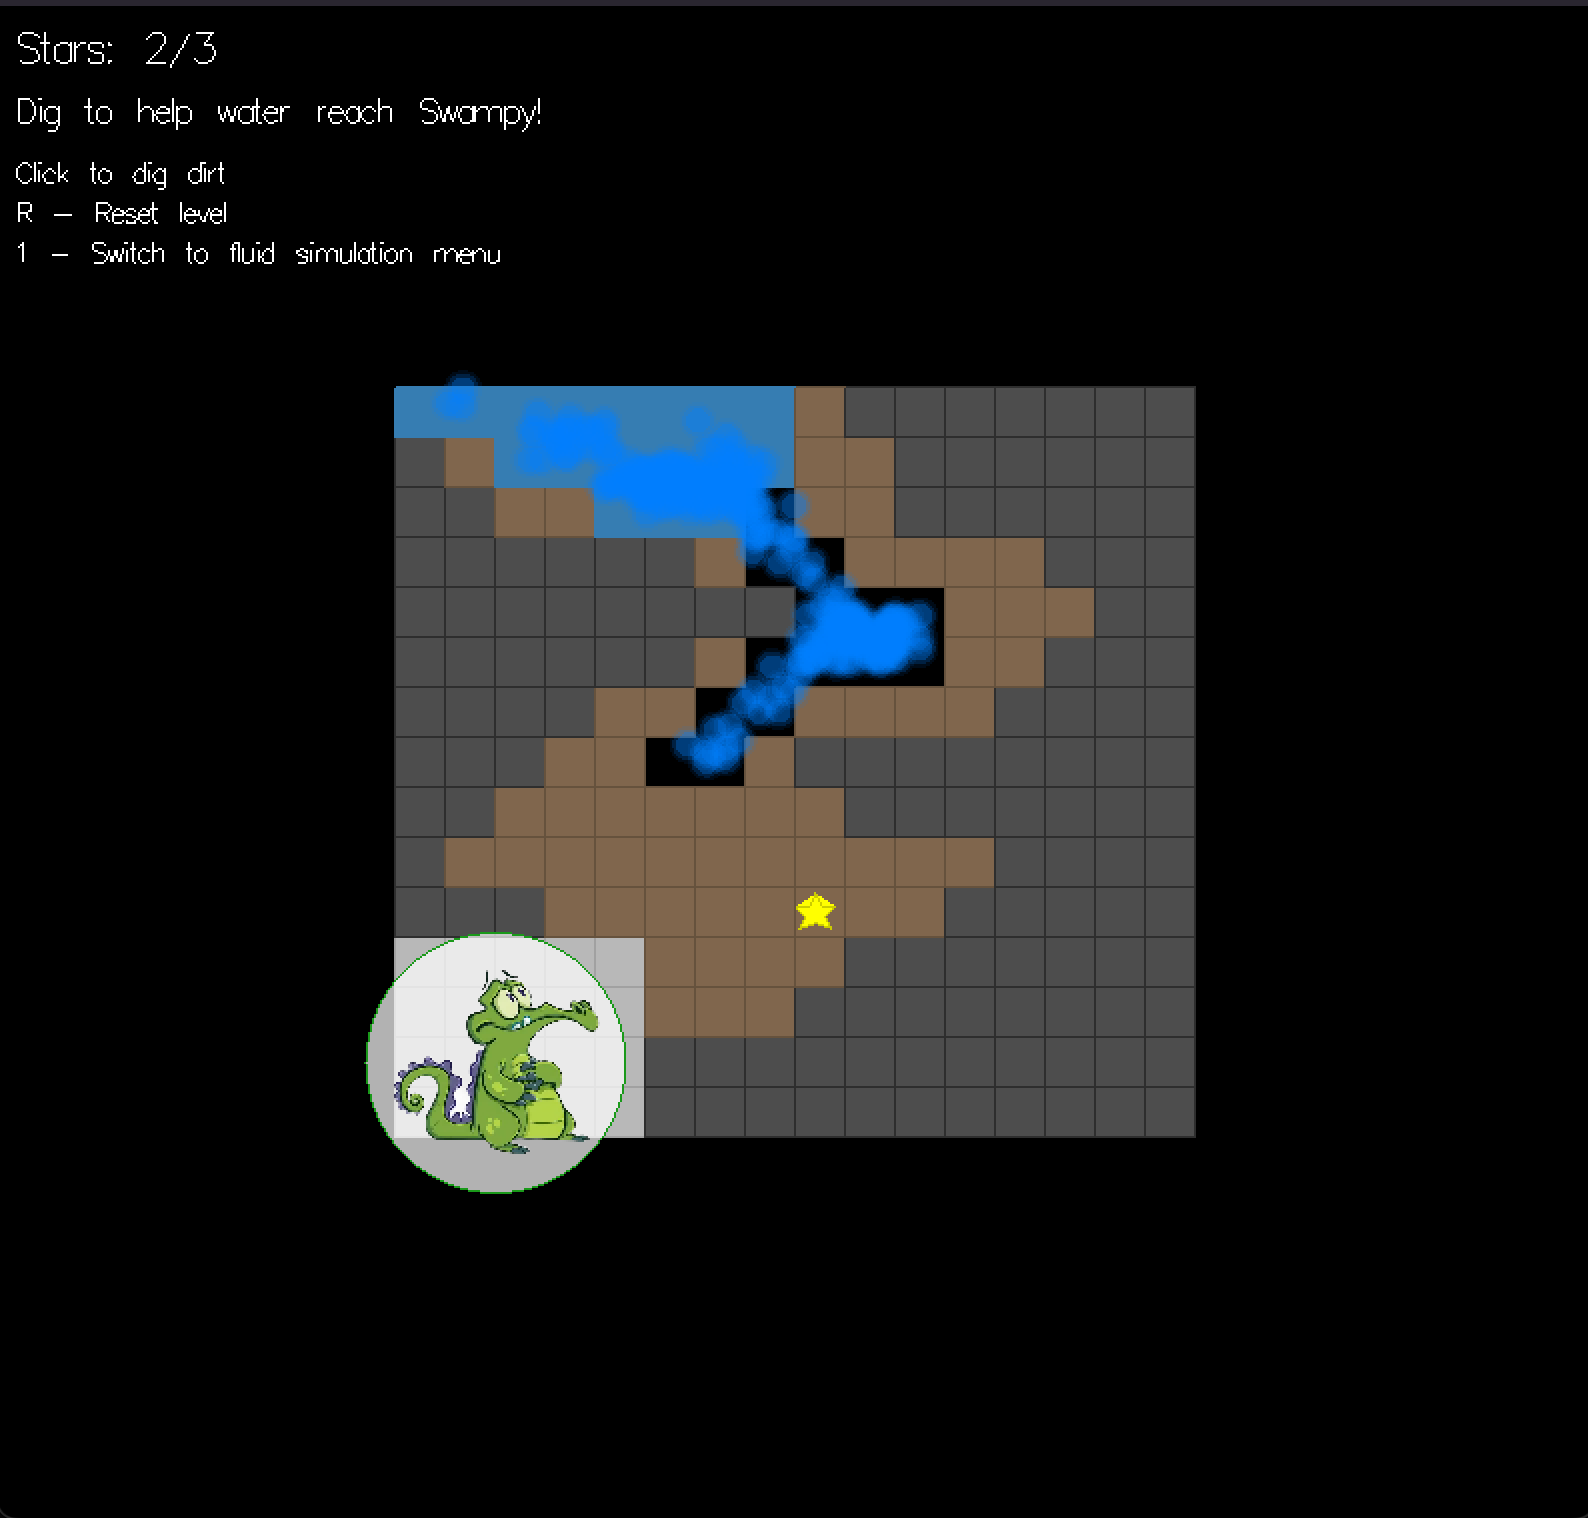 Stars: 2/3
Dig to help water reach Swampy!
Click to dig dirt
R - Reset level
1 - Switch to fluid simulation menu